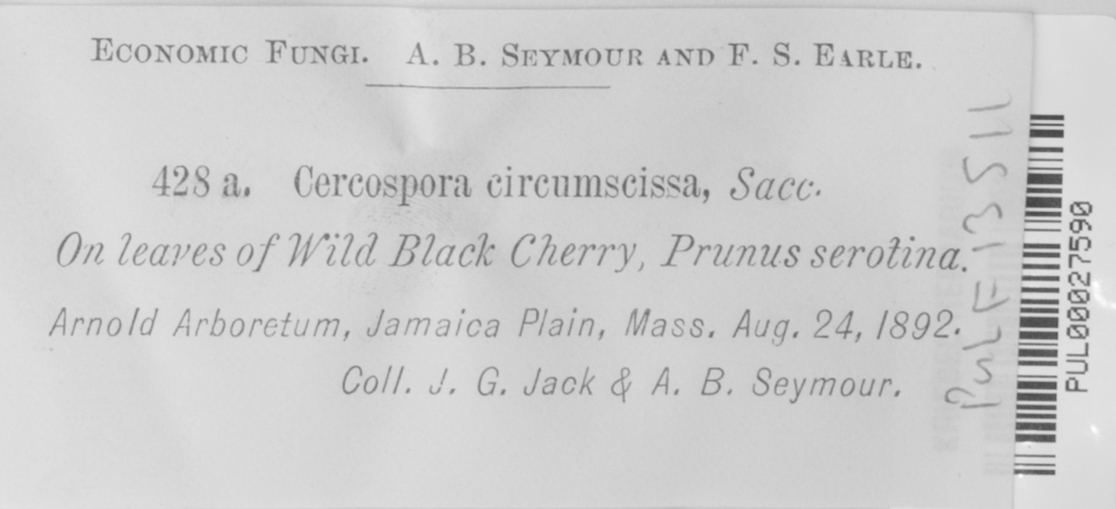 ECONOMIC FUNGI. A. B. SEYMOUR AND F. S. EARLE.
428 a. Cercospora circumscissa, Sacc.
On leaves of Wild Black Cherry, Prunus serotina.
Arnold Arboretum, Jamaica Plain, Mass. Aug. 24, 1892.
Coll. J. G. Jack & A. B. Seymour.
PulF13511
PUL00027590